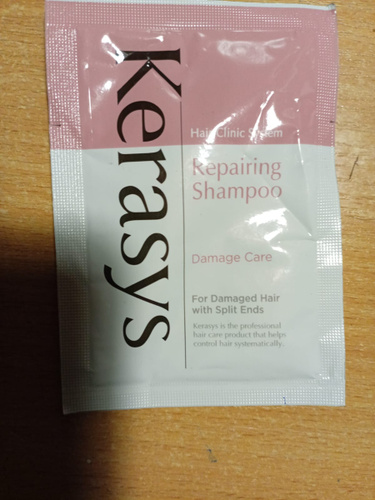 Kerasys
Hair Clinic System
Repairing
Shampoo
Damage Care
For Damaged Hair
with Split Ends
Kerasys is the professional
hair care product that helps
control hair systematically.